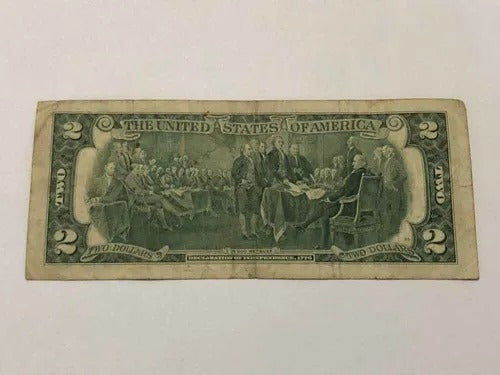 2 THE UNITED STATES OF AMERICA 2
TWO TWO
2 TWO DOLLARS TWO DOLLARS 2
DECLARATION OF INDEPENDENCE, 1776